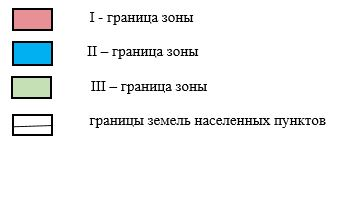 I - граница зоны
II – граница зоны
III – граница зоны
границы земель населенных пунктов